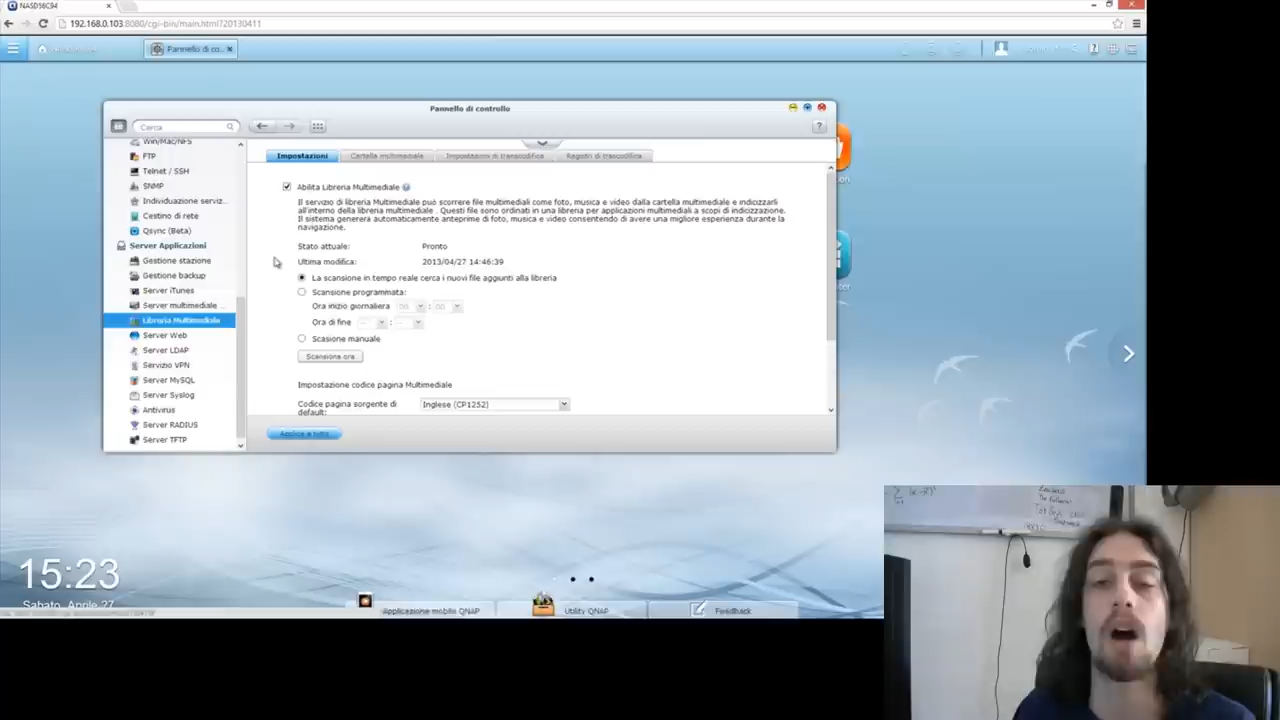 NASD56C94
192.168.0.103:8080/cgi-bin/main.html?20130411
Pannello di co..
Pannello di controllo
Cerca
Win/Mac/NFS
FTP
Telnet / SSH
SNMP
Individuazione serviz...
Cestino di rete
Qsync (Beta)
Server Applicazioni
Gestione stazione
Gestione backup
Server iTunes
Server multimediale ...
Libreria Multimediale
Server Web
Server LDAP
Servizio VPN
Server MySQL
Server Syslog
Antivirus
Server RADIUS
Server TFTP
Impostazioni
Cartella multimediale
Impostazioni di transcodifica
Registri di transcodifica
Abilita Libreria Multimediale
Il servizio di libreria Multimediale può scorrere file multimediali come foto, musica e video dalla cartella multimediale e indicizzarli
all'interno della libreria multimediale . Questi file sono ordinati in una libreria per applicazioni multimediali a scopi di indicizzazione.
Il sistema genererà automaticamente anteprime di foto, musica e video consentendo di avere una migliore esperienza durante la
navigazione.
Stato attuale: Pronto
Ultima modifica: 2013/04/27 14:46:39
La scansione in tempo reale cerca i nuovi file aggiunti alla libreria
Scansione programmata:
Ora inizio giornaliera 00 : 00
Ora di fine -- : --
Scasione manuale
Scansiona ora
Impostazione codice pagina Multimediale
Codice pagina sorgente di Inglese (CP1252)
default:
Applica a tutto
15:23
Sabato, Aprile 27
Applicazione mobile QNAP
Utility QNAP
Feedback